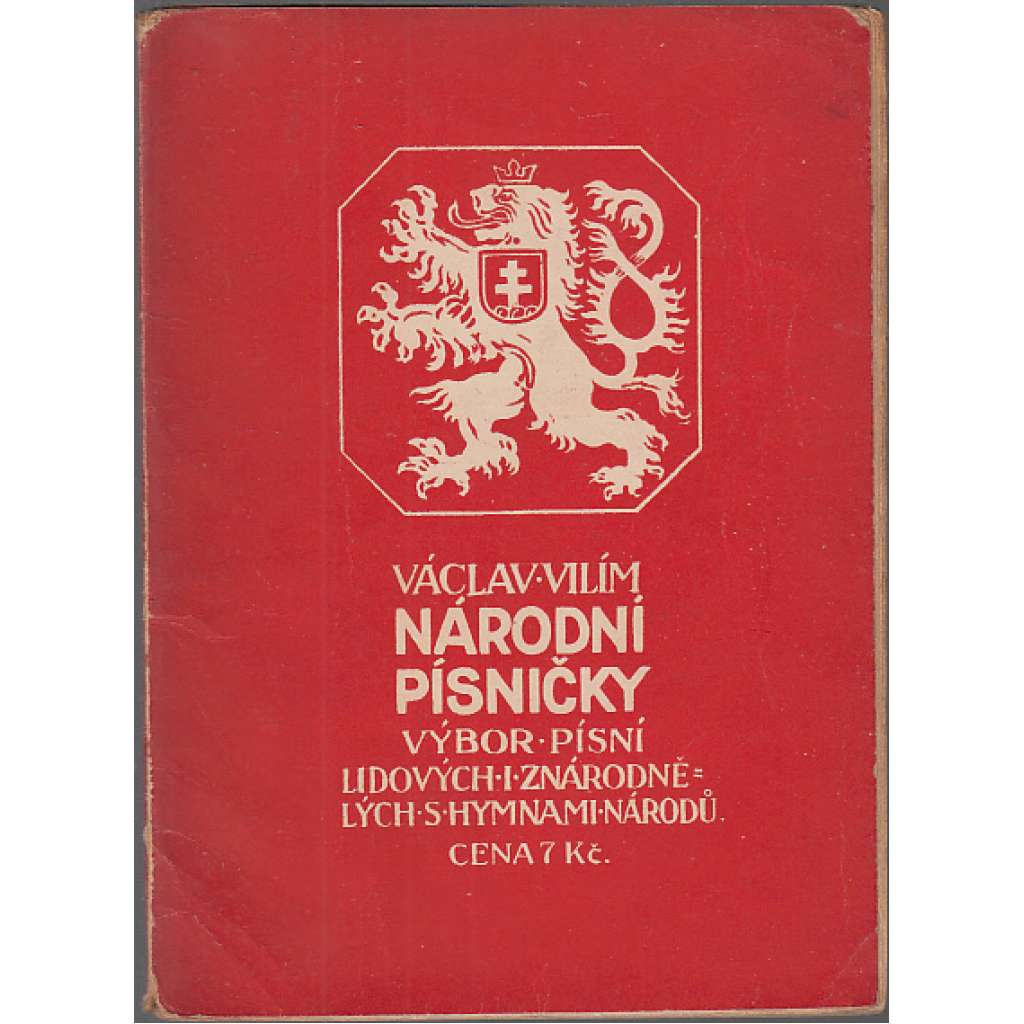 VÁCLAV·VILÍM
NÁRODNÍ
PÍSNIČKY
VÝBOR·PÍSNÍ
LIDOVÝCH·I·ZNÁRODNĚ=
LÝCH·S·HYMNAMI·NÁRODŮ.
CENA 7 Kč.